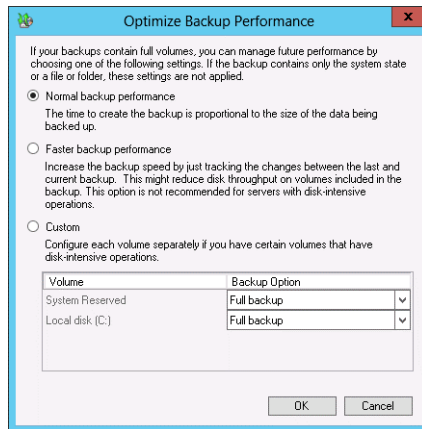 Optimize Backup Performance
x
If your backups contain full volumes, you can manage future performance by
choosing one of the following settings. If the backup contains only the system state
or a file or folder, these settings are not applied.
Normal backup performance
The time to create the backup is proportional to the size of the data being
backed up.
Faster backup performance
Increase the backup speed by just tracking the changes between the last and
current backup. This might reduce disk throughput on volumes included in the
backup. This option is not recommended for servers with disk-intensive
operations.
Custom
Configure each volume separately if you have certain volumes that have
disk-intensive operations.
Volume Backup Option
System Reserved Full backup
Local disk (C:) Full backup
OK Cancel